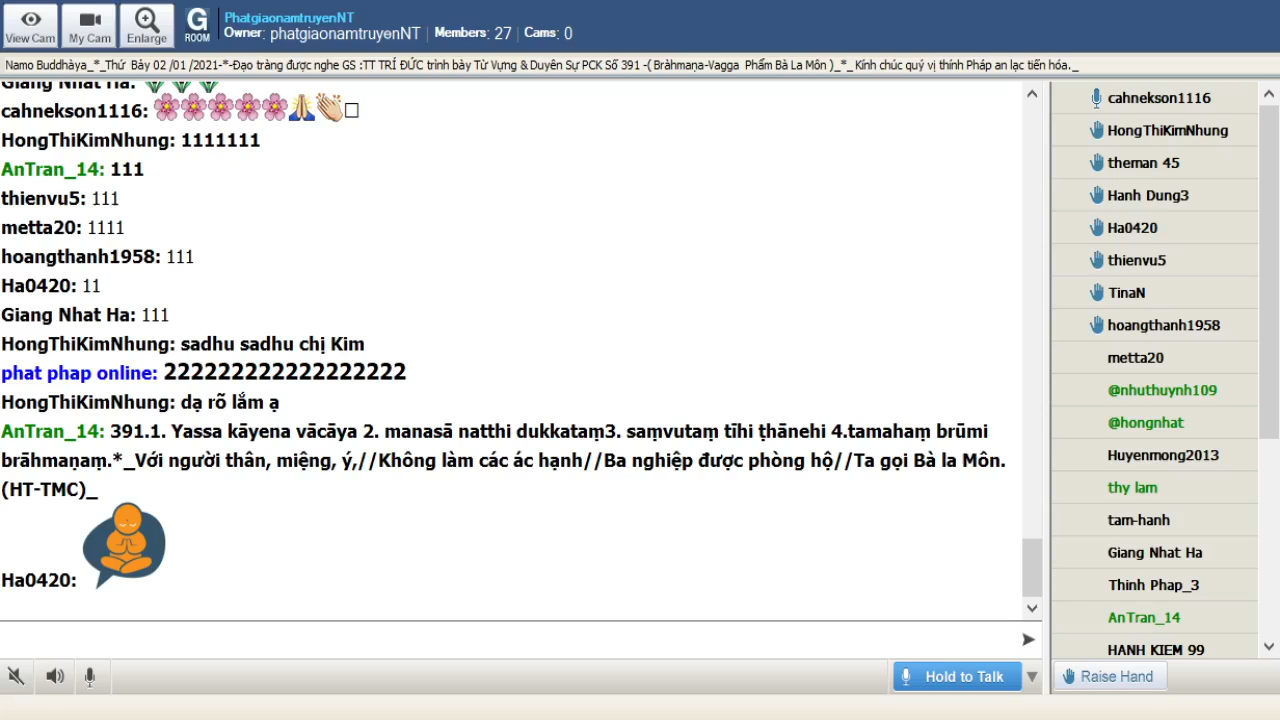 View Cam
My Cam
Enlarge
G
ROOM
PhatgiaonamtruyenNT
Owner: phatgiaonamtruyenNT | Members: 27 | Cams: 0
Namo Buddhàya_*_Thứ Bảy 02 /01 /2021-*-Đạo tràng được nghe GS :TT TRÍ ĐỨC trình bày Từ Vựng & Duyên Sự PCK Số 391 -( Bràhmaṇa-Vagga Phẩm Bà La Môn )_*_ Kính chúc quý vị thính Pháp an lạc tiến hóa._
Giang Nhat Ha:
cahnekson1116: 🌸🌸🌸🌸🌸🙏👏□
HongThiKimNhung: 1111111
AnTran_14: 111
thienvu5: 111
metta20: 1111
hoangthanh1958: 111
Ha0420: 11
Giang Nhat Ha: 111
HongThiKimNhung: sadhu sadhu chị Kim
phat phap online: 222222222222222222
HongThiKimNhung: dạ rõ lắm ạ
AnTran_14: 391.1. Yassa kāyena vācāya 2. manasā natthi dukkataṃ3. saṃvutaṃ tīhi ṭhānehi 4.tamahaṃ brūmi
brāhmaṇaṃ.*_Với người thân, miệng, ý,//Không làm các ác hạnh//Ba nghiệp được phòng hộ//Ta gọi Bà la Môn.
(HT-TMC)_
Ha0420:
cahnekson1116
HongThiKimNhung
theman 45
Hanh Dung3
Ha0420
thienvu5
TinaN
hoangthanh1958
metta20
@nhuthuynh109
@hongnhat
Huyenmong2013
thy lam
tam-hanh
Giang Nhat Ha
Thinh Phap_3
AnTran_14
HANH KIEM 99
Hold to Talk
Raise Hand